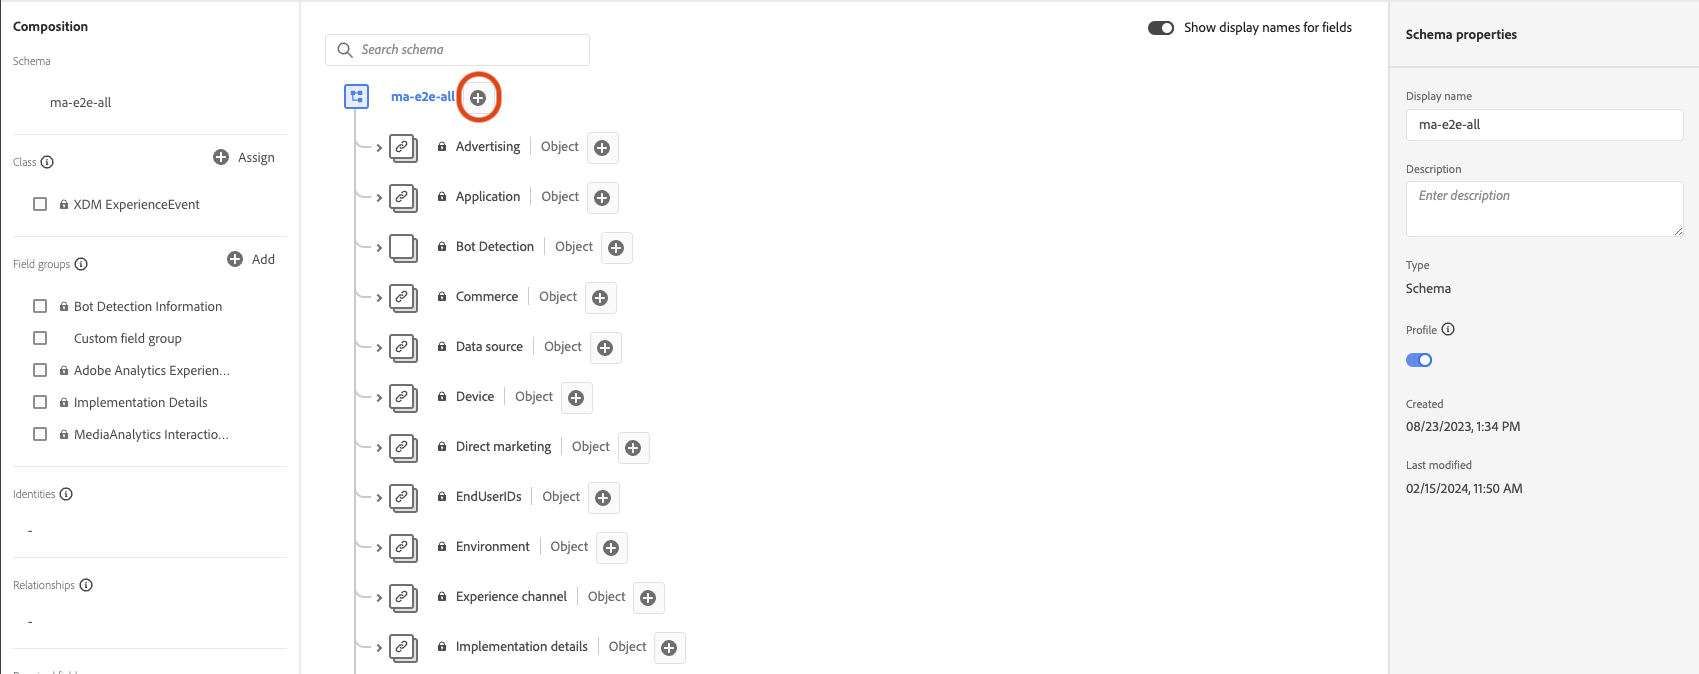 Composition
Schema
ma-e2e-all
Class
Assign
XDM ExperienceEvent
Field groups
Add
Bot Detection Information
Custom field group
Adobe Analytics Experien...
Implementation Details
MediaAnalytics Interactio...
Identities
-
Relationships
-
Search schema
Show display names for fields
ma-e2e-all
Advertising Object
Application Object
Bot Detection Object
Commerce Object
Data source Object
Device Object
Direct marketing Object
EndUserIDs Object
Environment Object
Experience channel Object
Implementation details Object
Schema properties
Display name
ma-e2e-all
Description
Enter description
Type
Schema
Profile
Created
08/23/2023, 1:34 PM
Last modified
02/15/2024, 11:50 AM